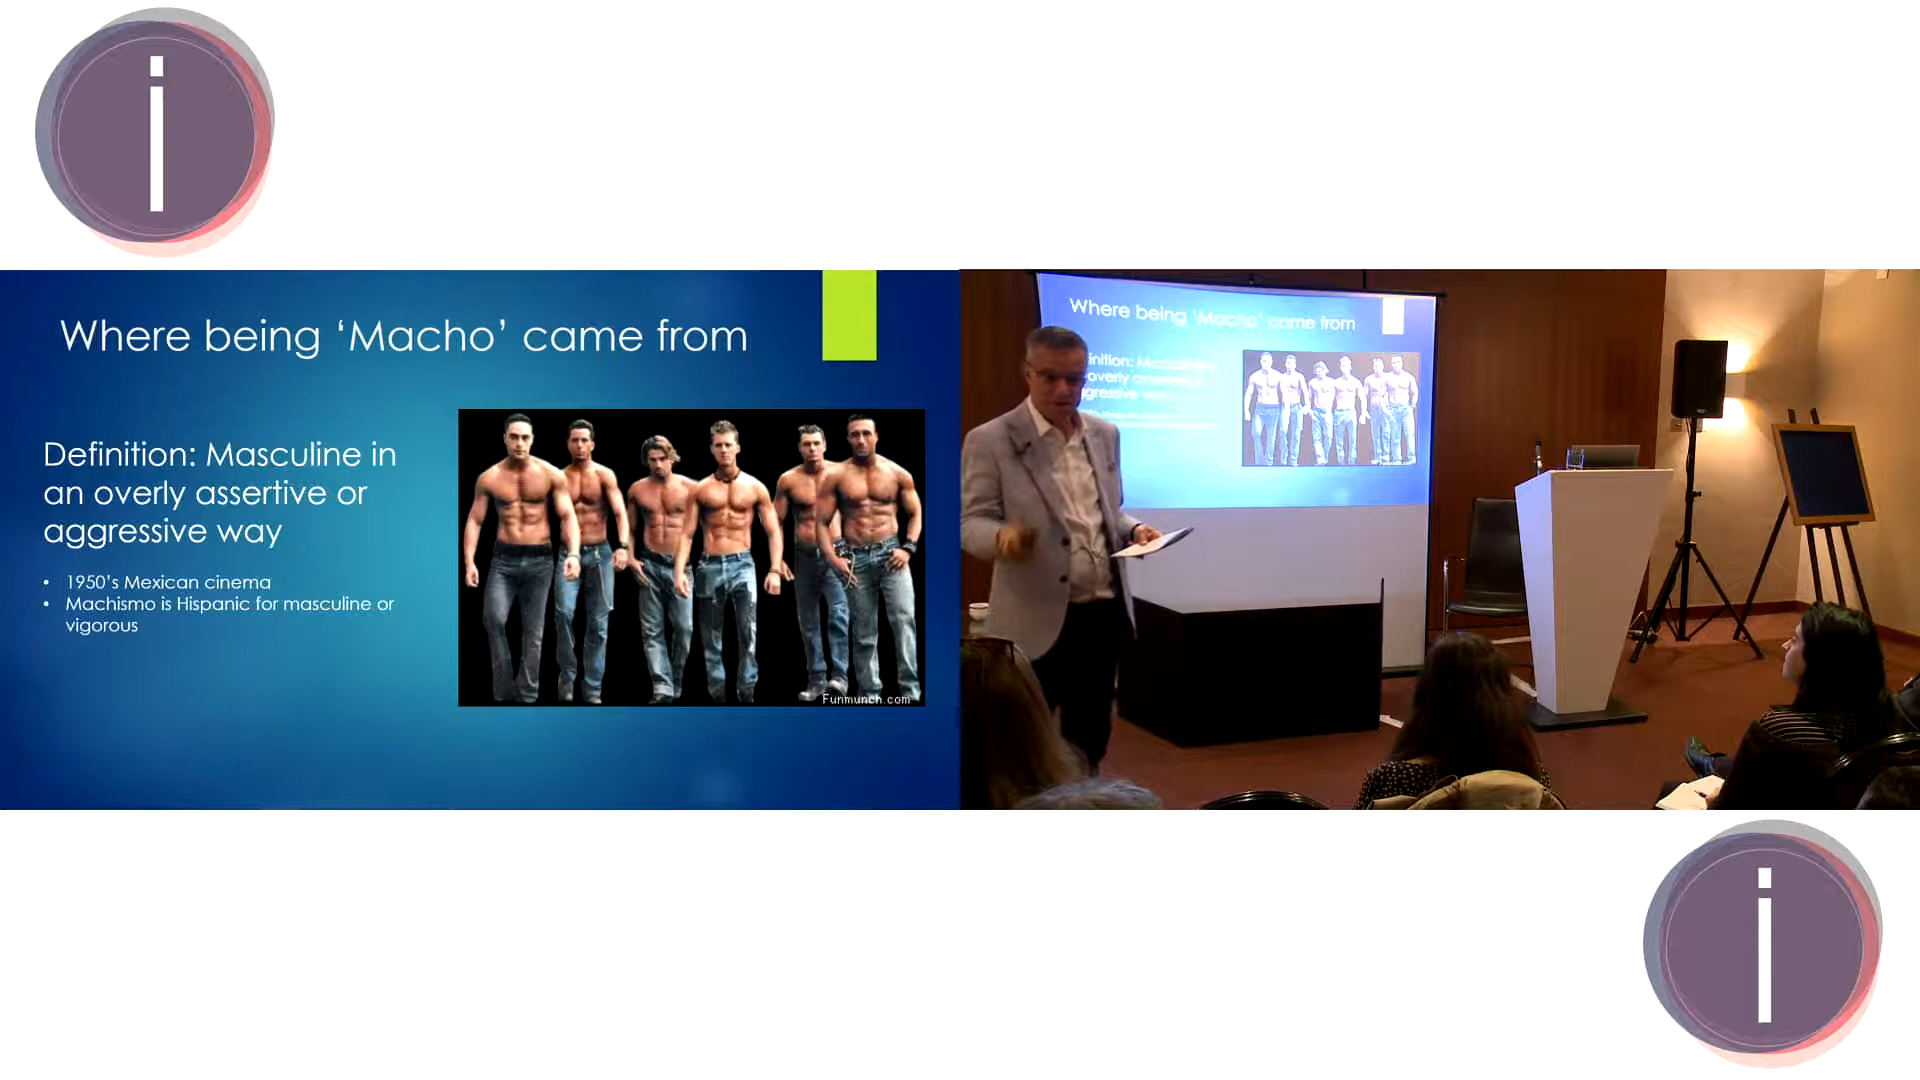 i
Where being ‘Macho’ came from
Definition: Masculine in
an overly assertive or
aggressive way
• 1950’s Mexican cinema
• Machismo is Hispanic for masculine or
vigorous
Funmunch.com
Where being ‘Macho’ came from
inition:
overly
gressive
i